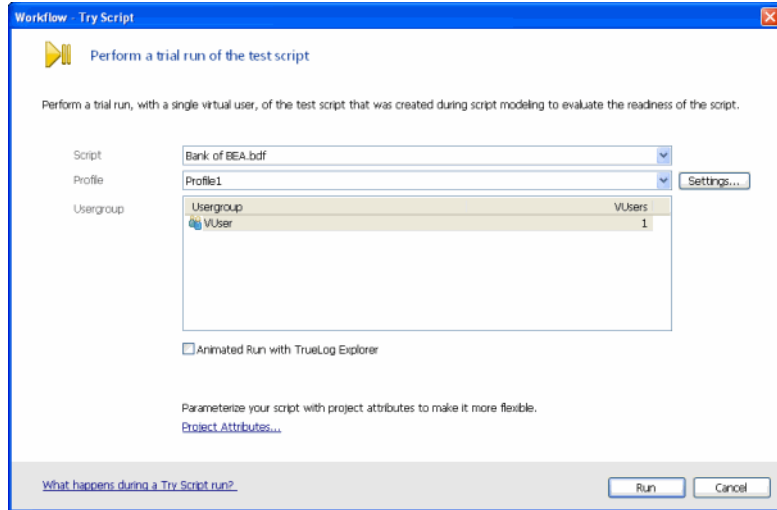 Workflow - Try Script
Perform a trial run of the test script
Perform a trial run, with a single virtual user, of the test script that was created during script modeling to evaluate the readiness of the script.
Script Bank of BEA.bdf
Profile Profile1 Settings...
Usergroup Usergroup VUsers
VUser 1
Animated Run with TrueLog Explorer
Parameterize your script with project attributes to make it more flexible.
Project Attributes...
What happens during a Try Script run? Run Cancel